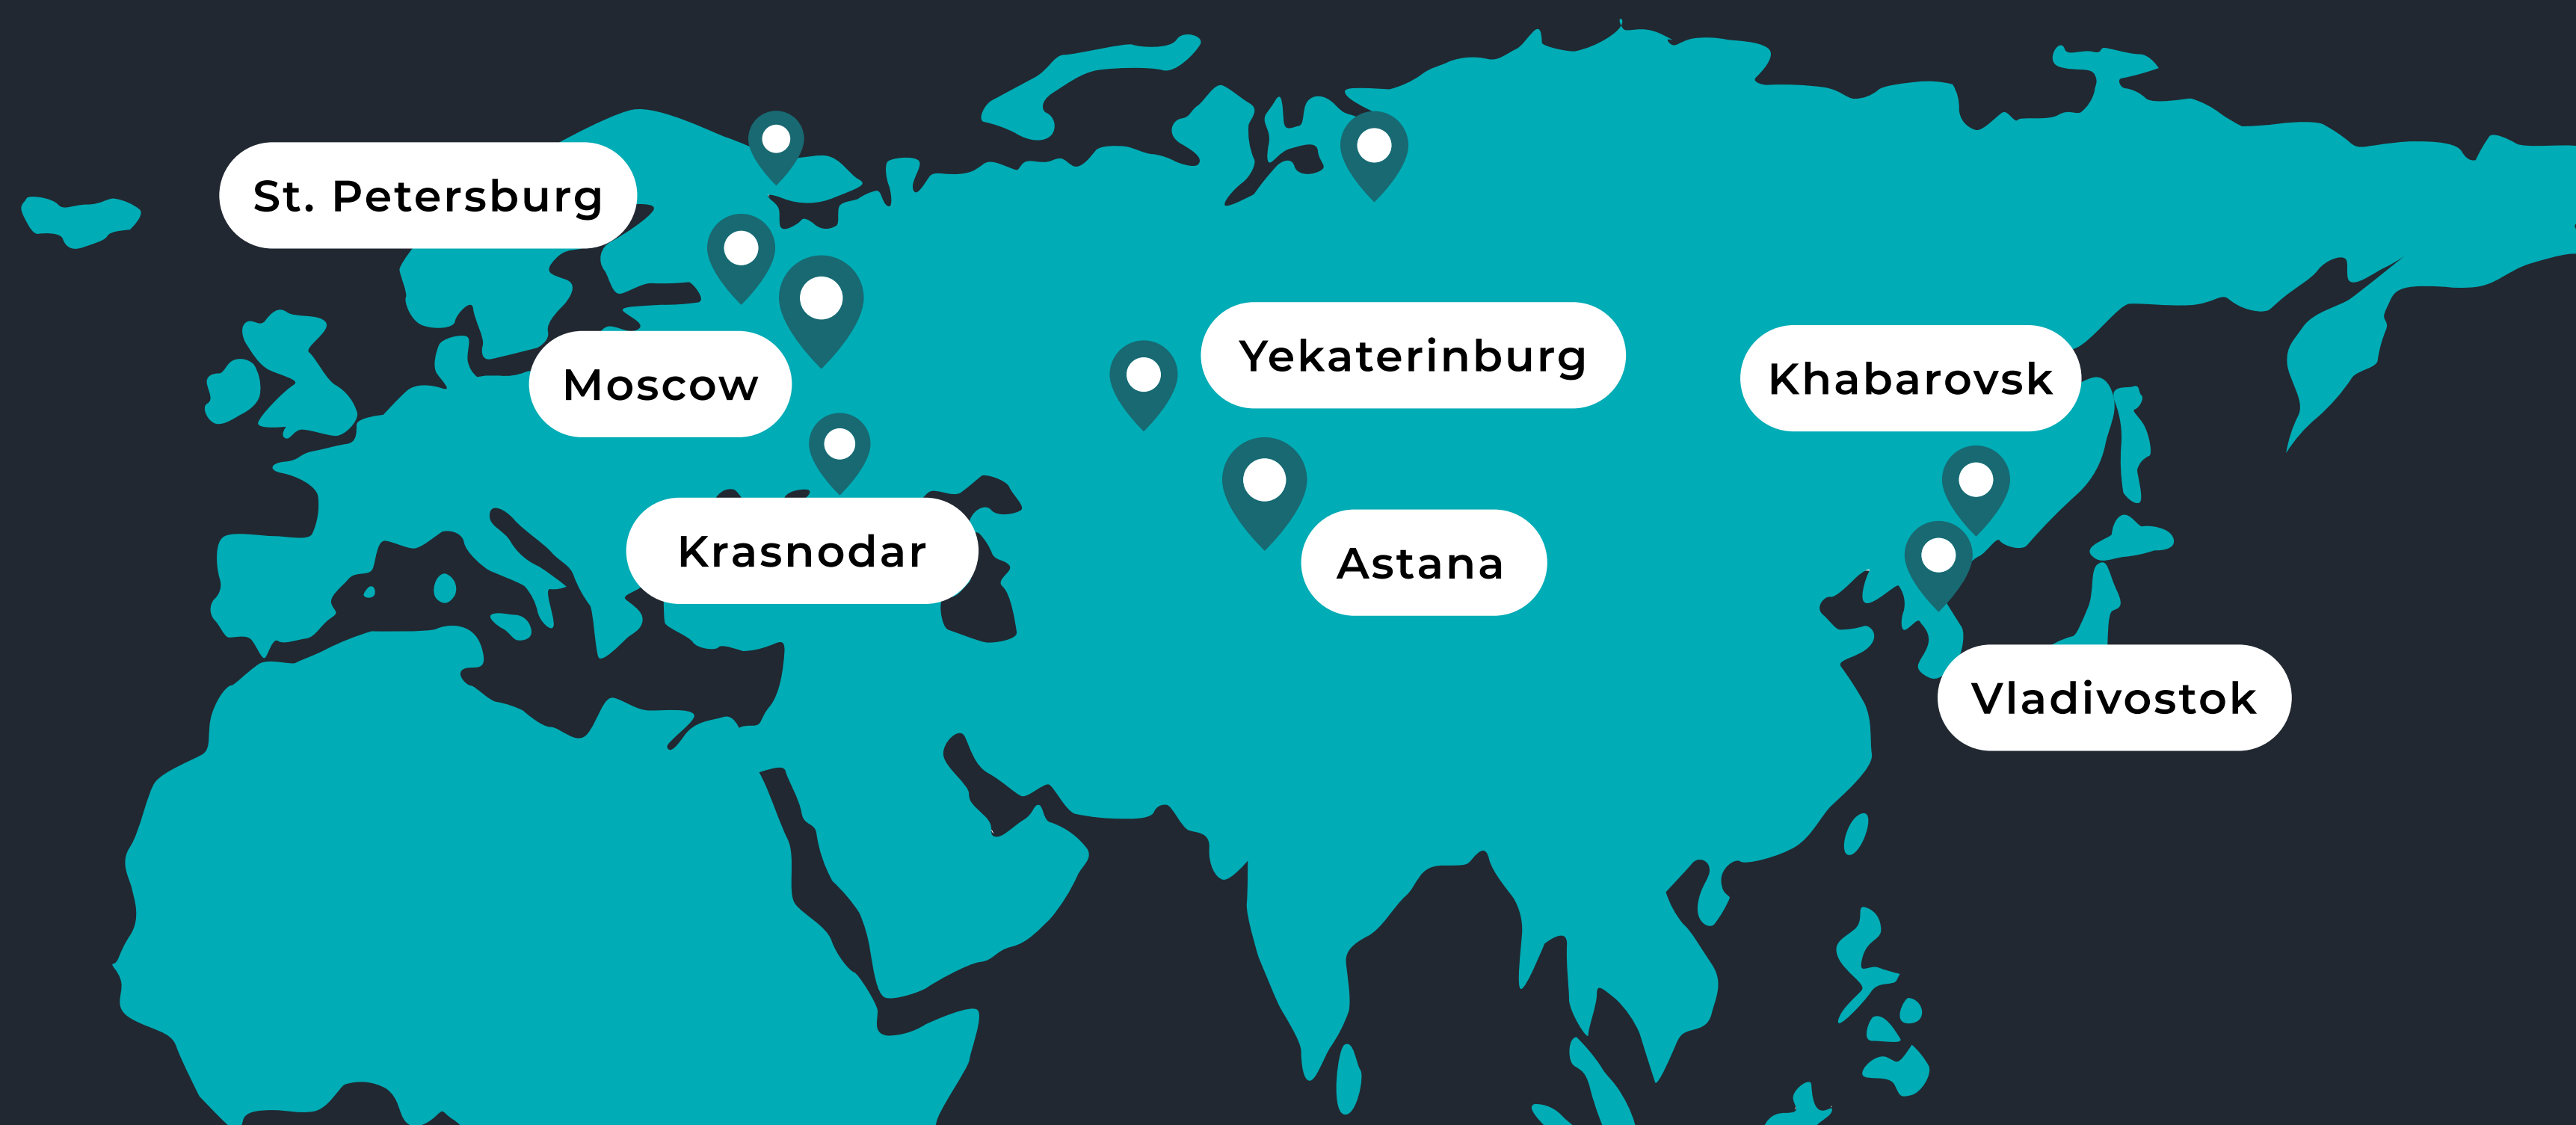 St. Petersburg
Moscow
Yekaterinburg
Khabarovsk
Krasnodar
Astana
Vladivostok